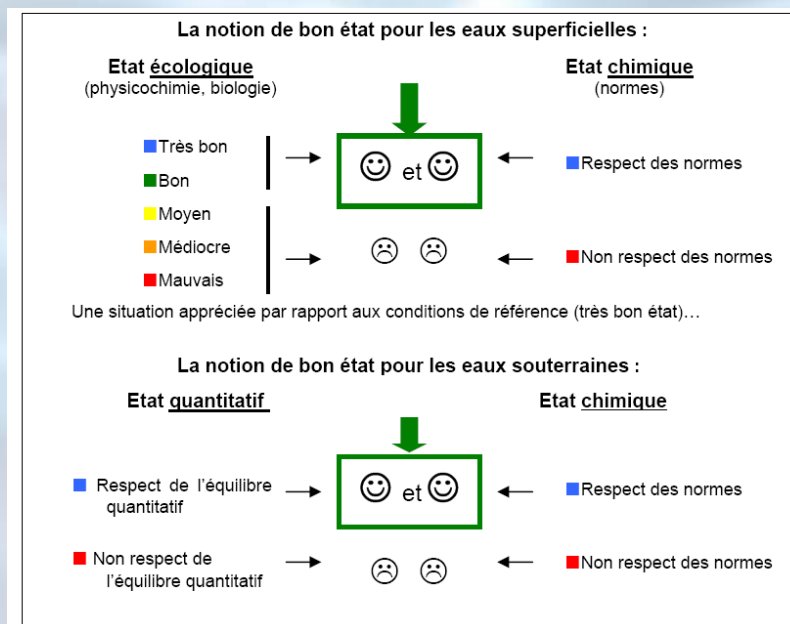 La notion de bon état pour les eaux superficielles :
Etat écologique
(physicochimie, biologie)
Etat chimique
(normes)
Très bon
Bon
Moyen
Médiocre
Mauvais
et
Respect des normes
Non respect des normes
Une situation appréciée par rapport aux conditions de référence (très bon état)…
La notion de bon état pour les eaux souterraines :
Etat quantitatif
Etat chimique
Respect de l'équilibre
quantitatif
Non respect de
l'équilibre quantitatif
et
Respect des normes
Non respect des normes